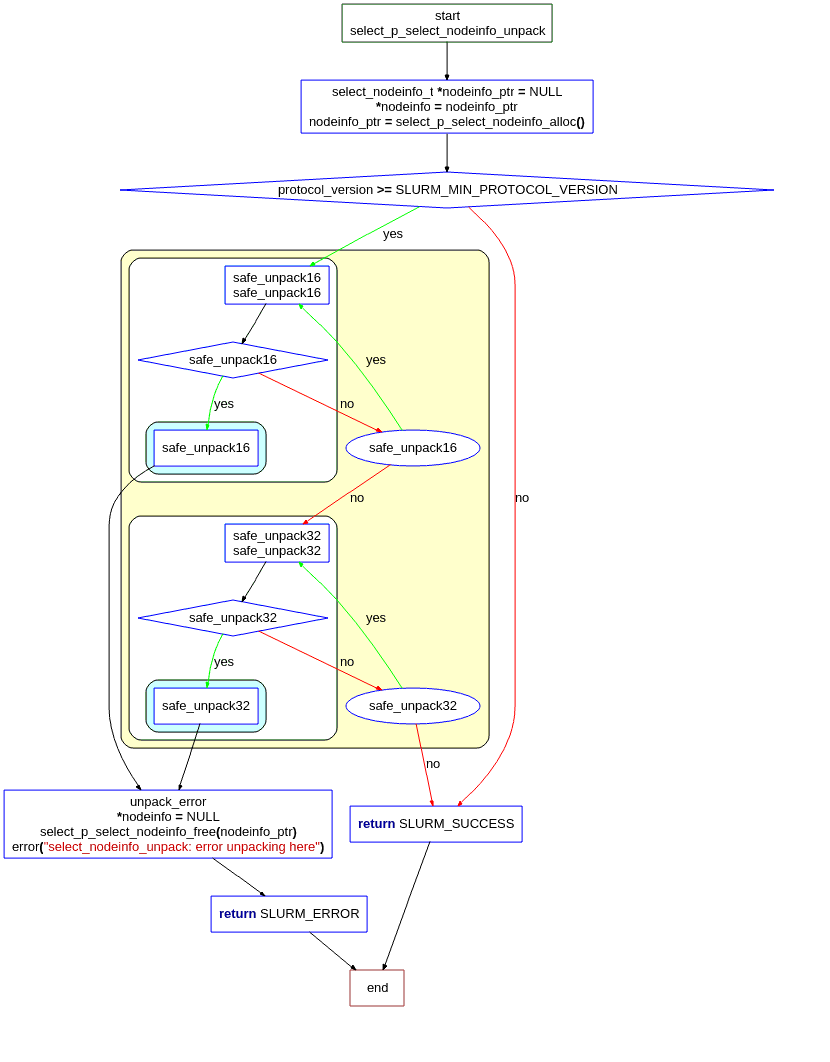 start
select_p_select_nodeinfo_unpack
select_nodeinfo_t *nodeinfo_ptr = NULL
*nodeinfo = nodeinfo_ptr
nodeinfo_ptr = select_p_select_nodeinfo_alloc()
protocol_version >= SLURM_MIN_PROTOCOL_VERSION
yes
safe_unpack16
safe_unpack16
safe_unpack16
yes
yes
no
safe_unpack16
safe_unpack16
no
no
safe_unpack32
safe_unpack32
safe_unpack32
yes
yes
no
safe_unpack32
safe_unpack32
no
unpack_error
*nodeinfo = NULL
select_p_select_nodeinfo_free(nodeinfo_ptr)
error("select_nodeinfo_unpack: error unpacking here")
return SLURM_SUCCESS
return SLURM_ERROR
end